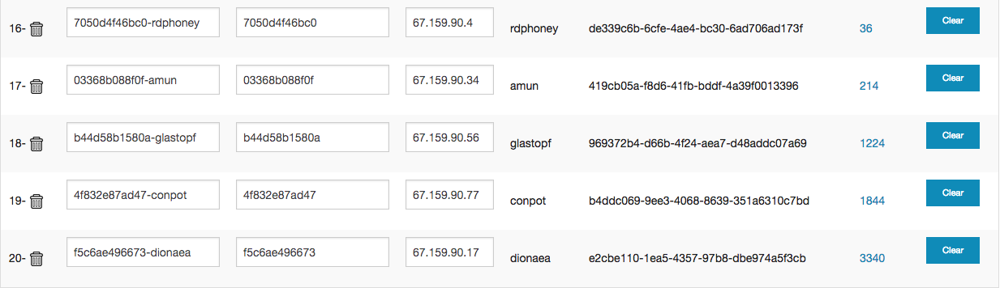 16- 7050d4f46bc0-rdphoney 7050d4f46bc0 67.159.90.4 rdphoney de339c6b-6cfe-4ae4-bc30-6ad706ad173f 36 Clear
17- 03368b088f0f-amun 03368b088f0f 67.159.90.34 amun 419cb05a-f8d6-41fb-bddf-4a39f0013396 214 Clear
18- b44d58b1580a-glastopf b44d58b1580a 67.159.90.56 glastopf 969372b4-d66b-4f24-aea7-d48addc07a69 1224 Clear
19- 4f832e87ad47-conpot 4f832e87ad47 67.159.90.77 conpot b4ddc069-9ee3-4068-8639-351a6310c7bd 1844 Clear
20- f5c6ae496673-dionaea f5c6ae496673 67.159.90.17 dionaea e2cbe110-1ea5-4357-97b8-dbe974a5f3cb 3340 Clear